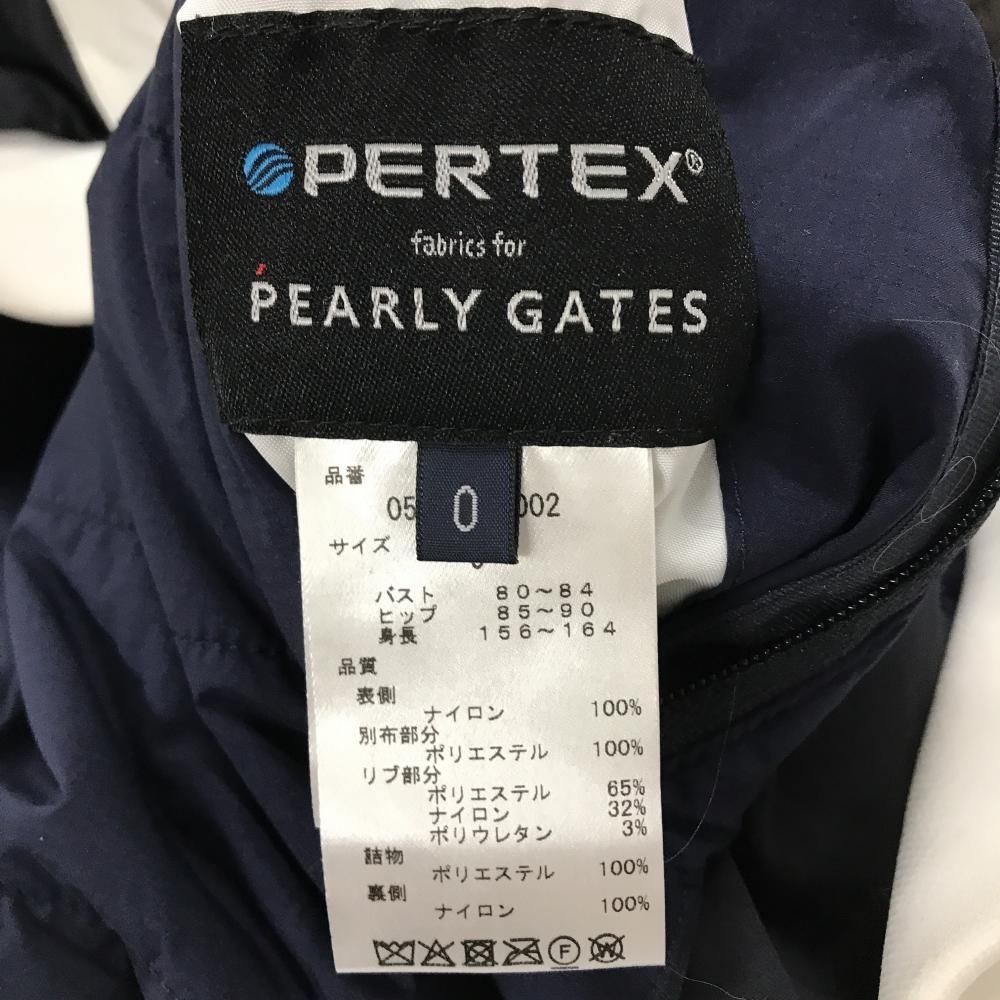 PERTEX®
fabrics for
PEARLY GATES
品番
05 002
0
サイズ
バスト 80～84
ヒップ 85～90
身長 156～164
品質
表側
ナイロン 100%
別布部分
ポリエステル 100%
リブ部分
ポリエステル 65%
ナイロン 32%
ポリウレタン 3%
詰物
ポリエステル 100%
裏側
ナイロン 100%
F W